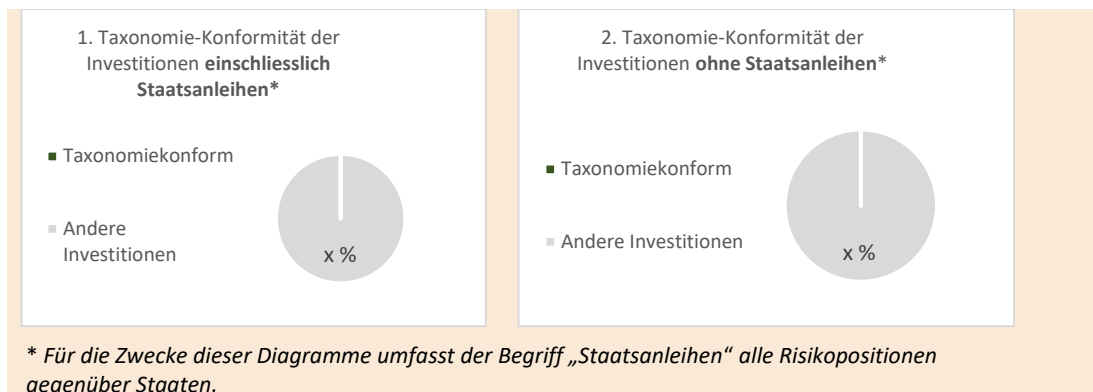 1. Taxonomie-Konformität der
Investitionen einschliesslich
Staatsanleihen*
Taxonomiekonform
Andere
Investitionen
x %
2. Taxonomie-Konformität der
Investitionen ohne Staatsanleihen*
Taxonomiekonform
Andere Investitionen
x %
* Für die Zwecke dieser Diagramme umfasst der Begriff „Staatsanleihen“ alle Risikopositionen
gegenüber Staaten.